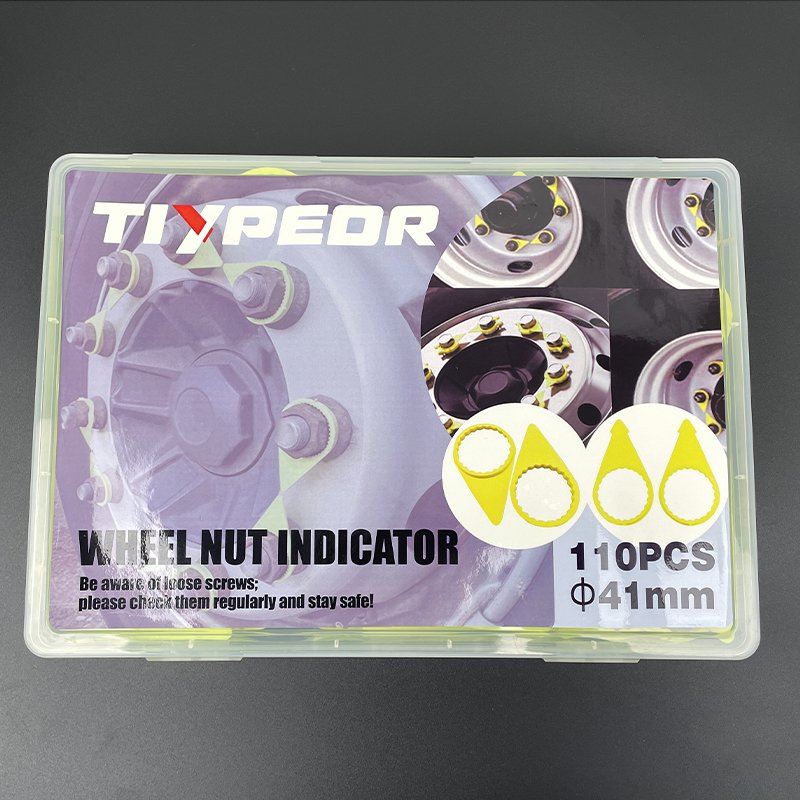 TIYPEOR
WHEEL NUT INDICATOR
Be aware of loose screws;
please check them regularly and stay safe!
110PCS
Φ41mm